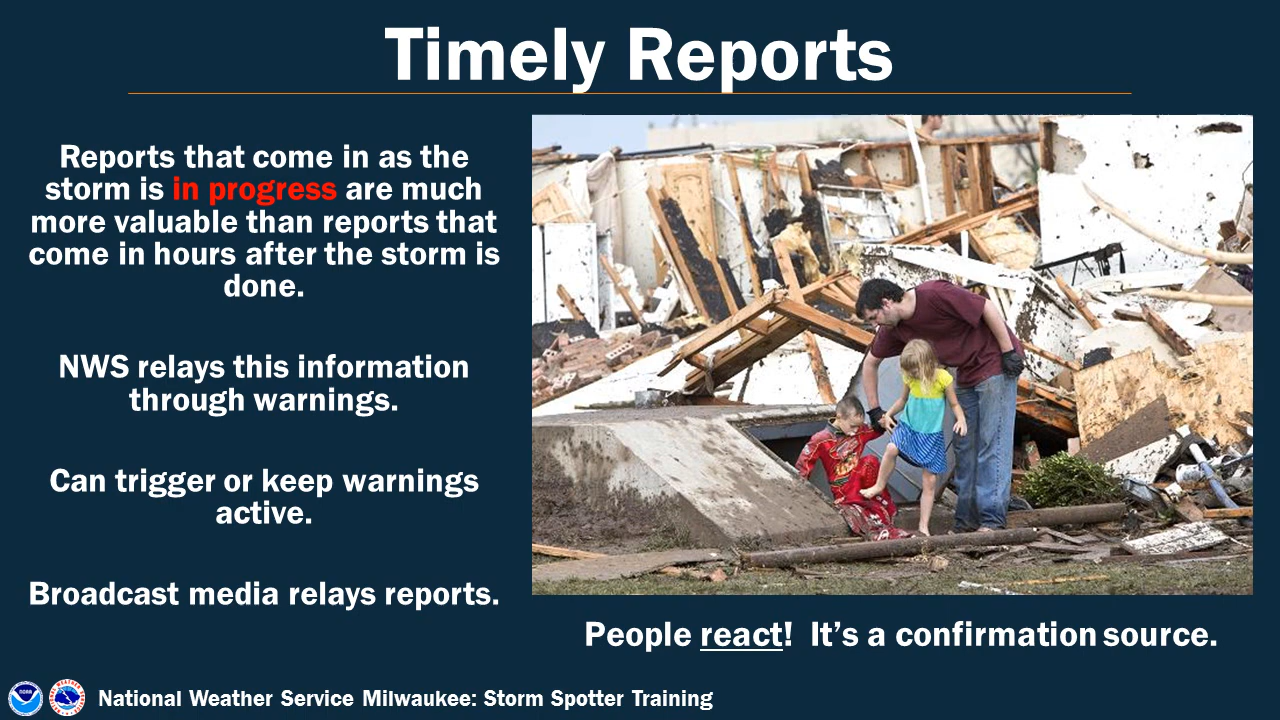 Timely Reports
Reports that come in as the
storm is in progress are much
more valuable than reports that
come in hours after the storm is
done.
NWS relays this information
through warnings.
Can trigger or keep warnings
active.
Broadcast media relays reports.
People react!  It’s a confirmation source.
National Weather Service Milwaukee: Storm Spotter Training